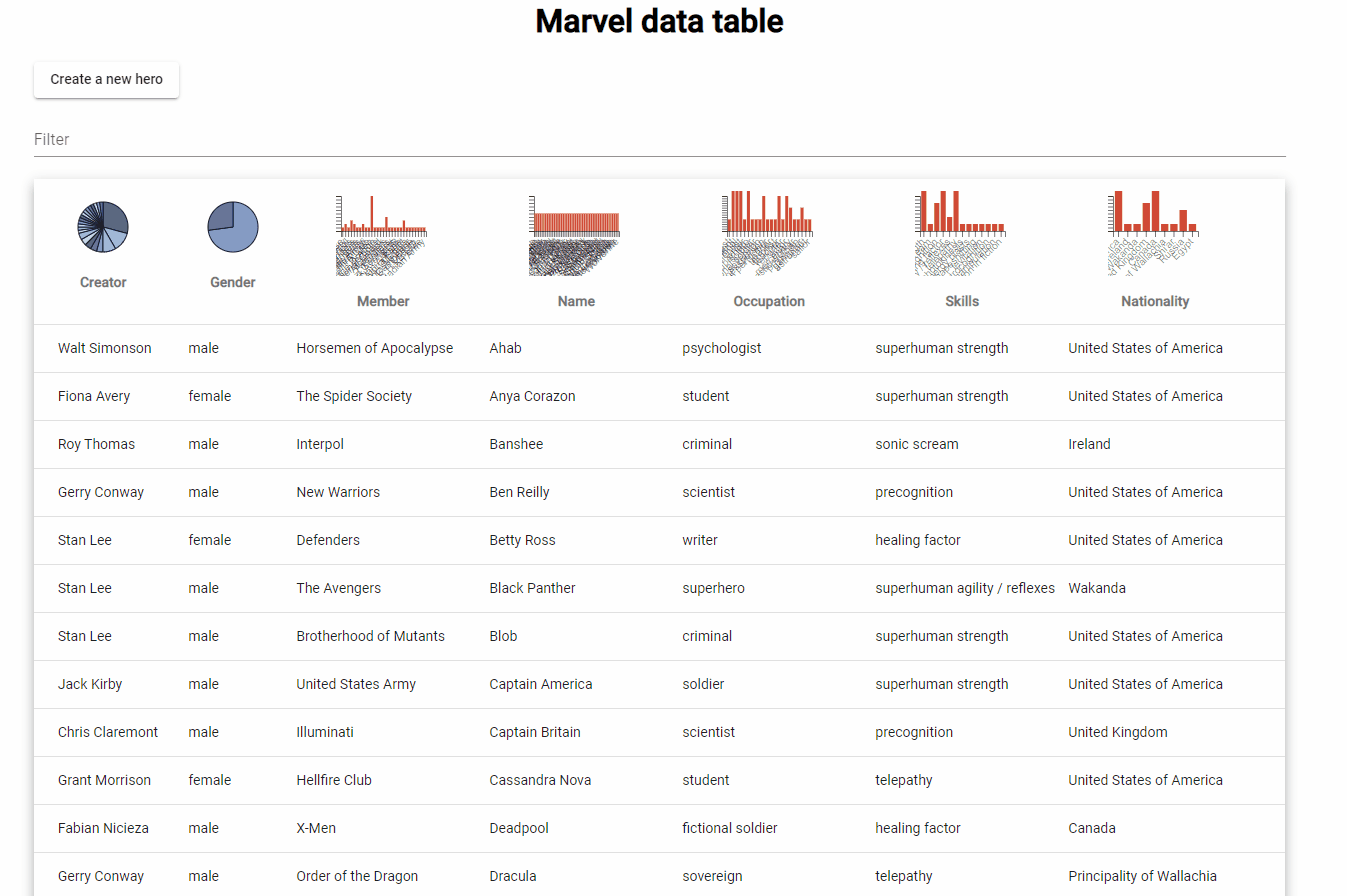 Marvel data table
Create a new hero
Filter
Creator Gender Member Name Occupation Skills Nationality
Walt Simonson male Horsemen of Apocalypse Ahab psychologist superhuman strength United States of America
Fiona Avery female The Spider Society Anya Corazon student superhuman strength United States of America
Roy Thomas male Interpol Banshee criminal sonic scream Ireland
Gerry Conway male New Warriors Ben Reilly scientist precognition United States of America
Stan Lee female Defenders Betty Ross writer healing factor United States of America
Stan Lee male The Avengers Black Panther superhero superhuman agility / reflexes Wakanda
Stan Lee male Brotherhood of Mutants Blob criminal superhuman strength United States of America
Jack Kirby male United States Army Captain America soldier superhuman strength United States of America
Chris Claremont male Illuminati Captain Britain scientist precognition United Kingdom
Grant Morrison female Hellfire Club Cassandra Nova student telepathy United States of America
Fabian Nicieza male X-Men Deadpool fictional soldier healing factor Canada
Gerry Conway male Order of the Dragon Dracula sovereign telepathy Principality of Wallachia